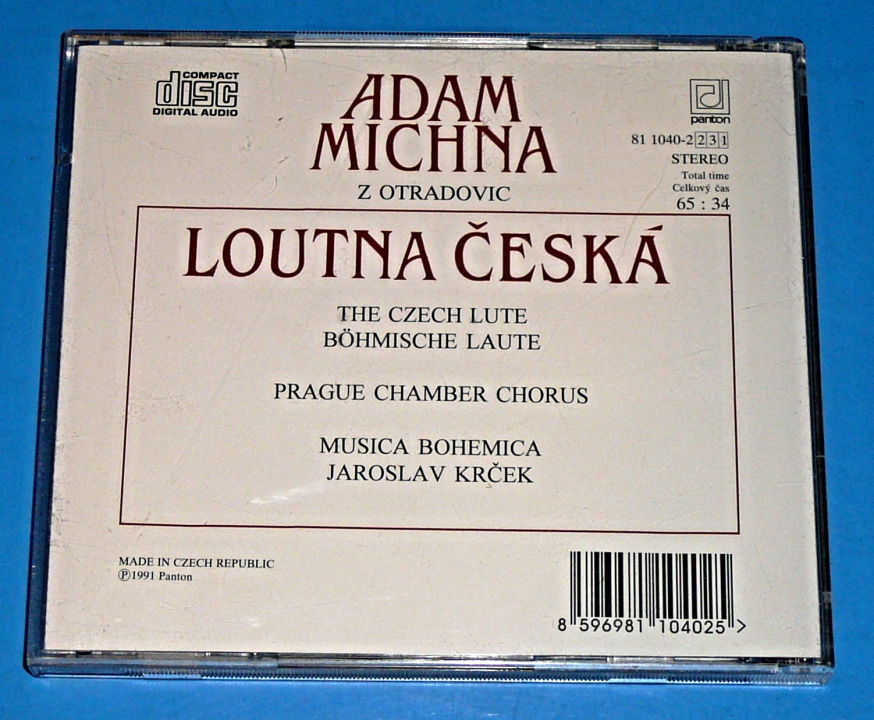 COMPACT
disc
DIGITAL AUDIO
ADAM
MICHNA
Z OTRADOVIC
panton
81 1040-2 2 3 1
STEREO
Total time
Celkový čas
65 : 34
LOUTNA ČESKÁ
THE CZECH LUTE
BÖHMISCHE LAUTE
PRAGUE CHAMBER CHORUS
MUSICA BOHEMICA
JAROSLAV KRČEK
MADE IN CZECH REPUBLIC
Ⓟ1991 Panton
8 596981 104025 >